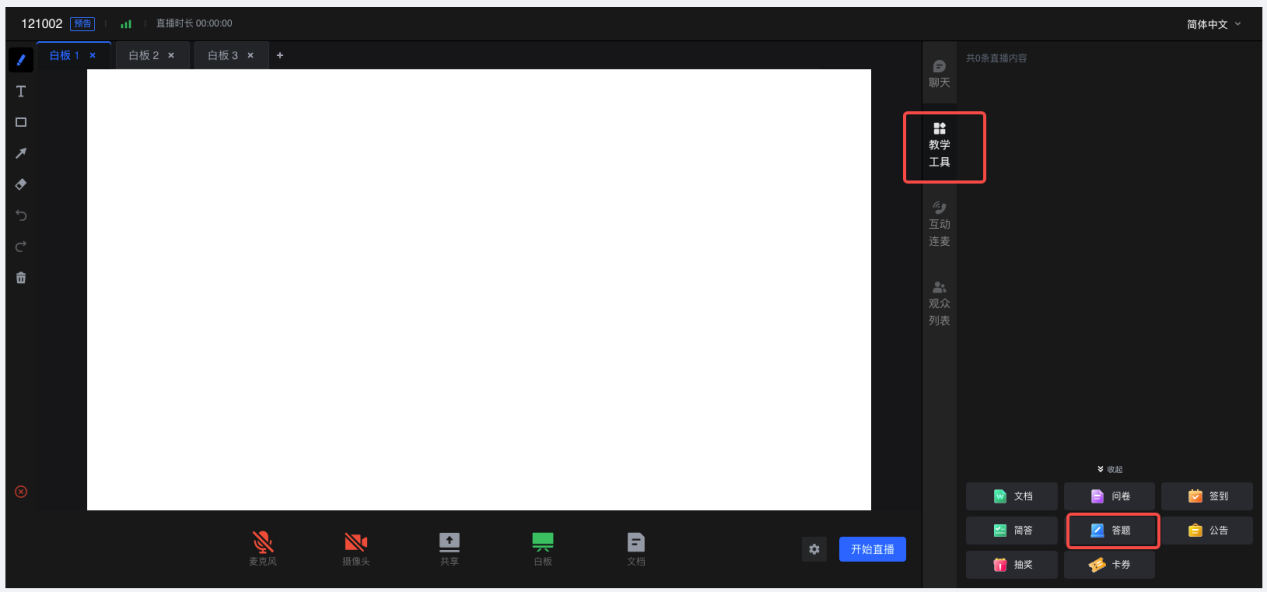 121002 预告 直播时长 00:00:00 简体中文
白板 1 × 白板 2 × 白板 3 × +
T
共0条直播内容
聊天
教学
工具
互动
连麦
观众
列表
收起
文档 问卷 签到
简答 答题 公告
抽奖 卡券
麦克风 摄像头 共享 白板 文档
开始直播